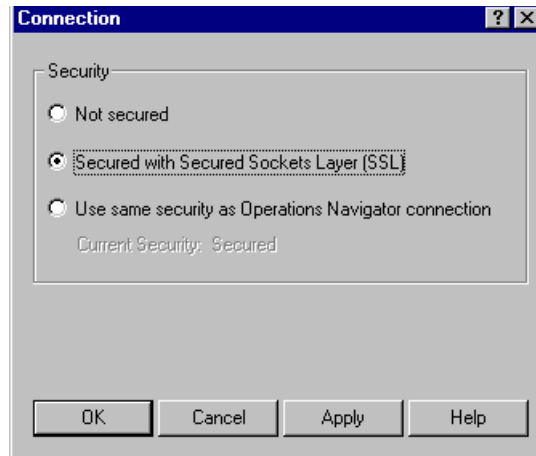 Connection
Security
Not secured
Secured with Secured Sockets Layer (SSL)
Use same security as Operations Navigator connection
Current Security: Secured
OK Cancel Apply Help